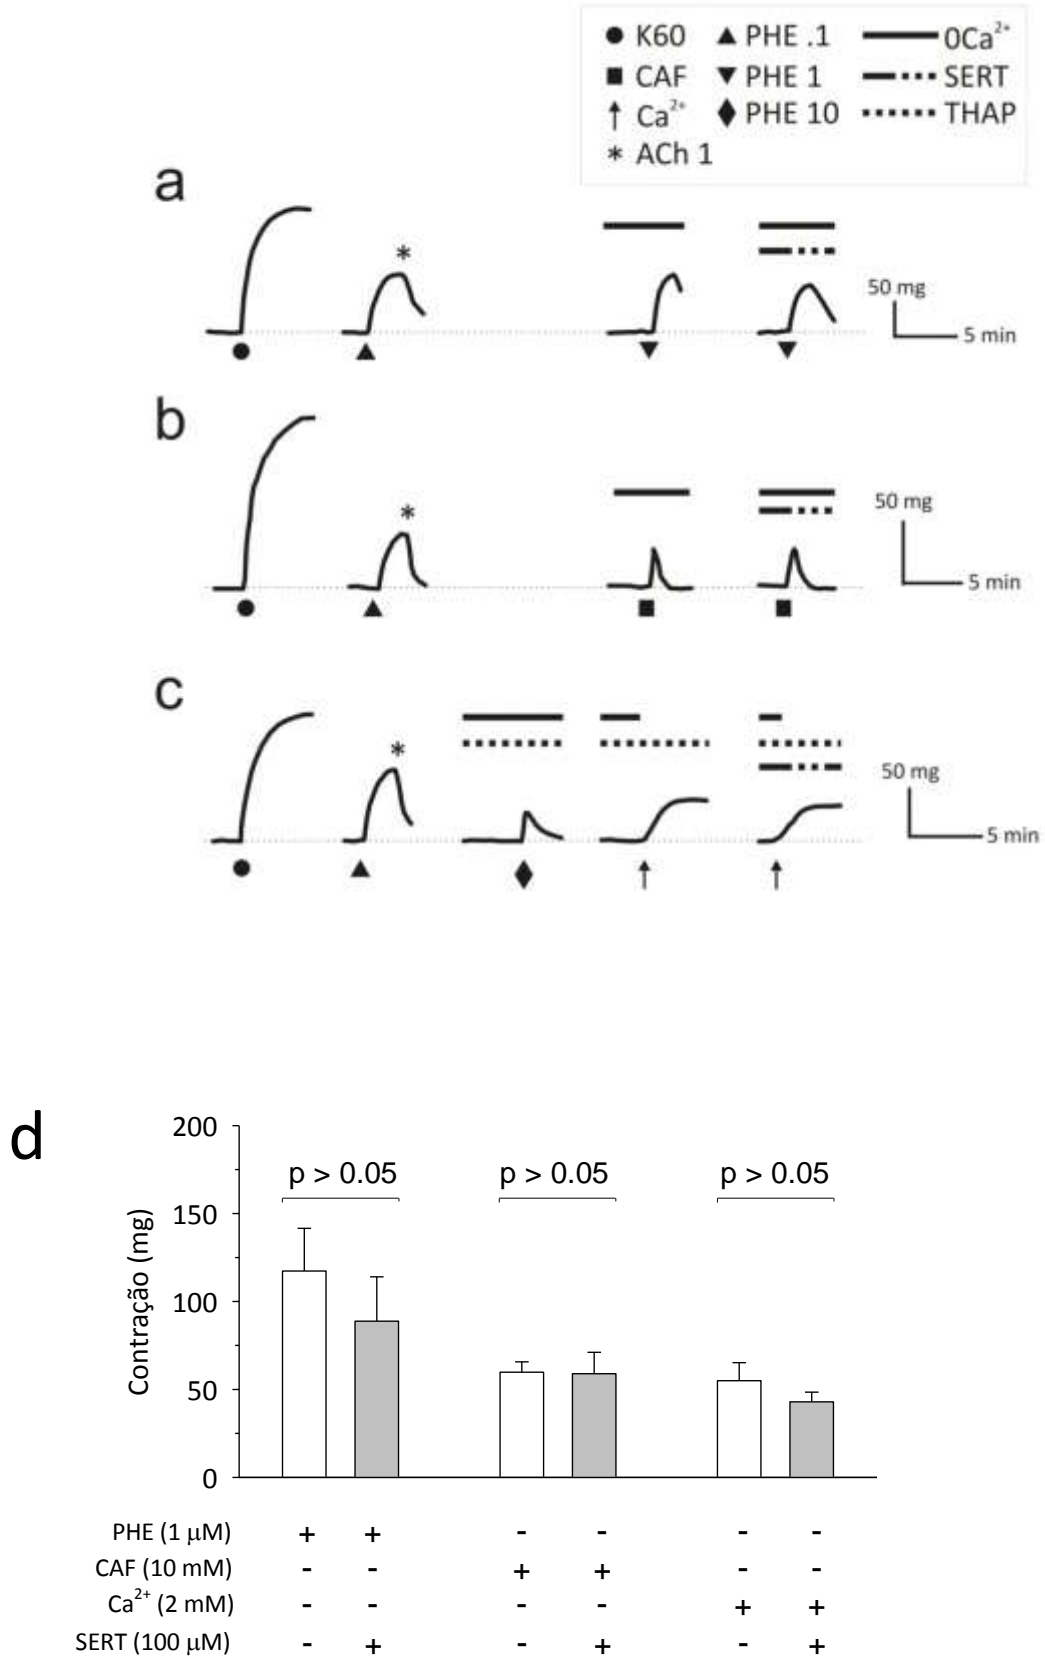 K60 PHE .1 0Ca²⁺
CAF PHE 1 SERT
Ca²⁺ PHE 10 THAP
* ACh 1
a
*
50 mg
5 min
b
*
50 mg
5 min
c
*
50 mg
5 min
d
Contração (mg)
200
150
100
50
0
p > 0.05 p > 0.05 p > 0.05
PHE (1 μM) + + - - - -
CAF (10 mM) - - + + - -
Ca²⁺ (2 mM) - - - - + +
SERT (100 μM) - + - + - +